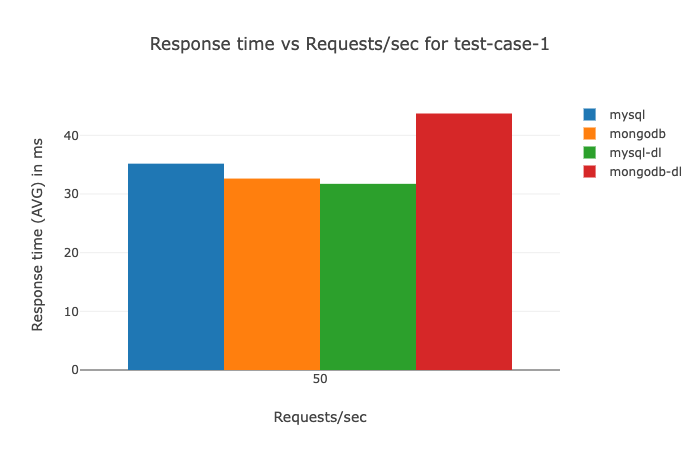 Response time vs Requests/sec for test-case-1
mysql
mongodb
mysql-dl
mongodb-dl
Response time (AVG) in ms
40
30
20
10
0
50
Requests/sec